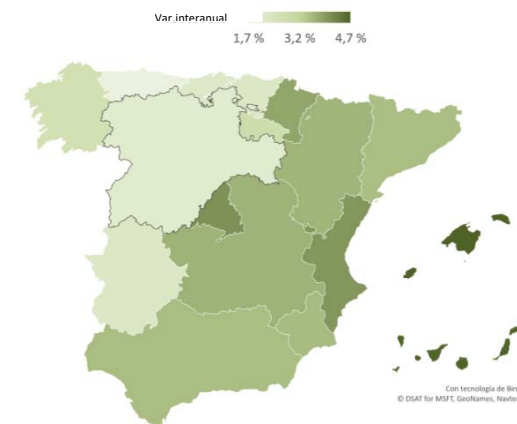 Var.interanual
1,7 % 3,2 % 4,7 %
Con tecnología de Bin
© DSAT for MSFT, GeoNames, Navto